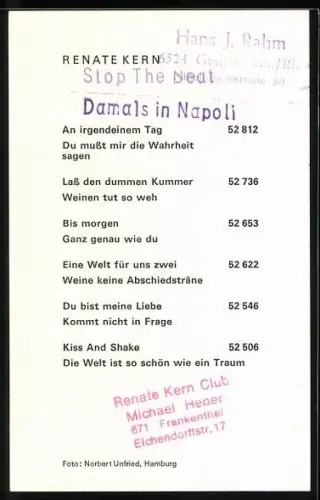 Hans J. Rahm
RENATE KERN
6524
Stop The Beat
30
Damals in Napoli
An irgendeinem Tag 52 812
Du mußt mir die Wahrheit
sagen
Laß den dummen Kummer 52 736
Weinen tut so weh
Bis morgen 52 653
Ganz genau wie du
Eine Welt für uns zwei 52 622
Weine keine Abschiedsträne
Du bist meine Liebe 52 546
Kommt nicht in Frage
Kiss And Shake 52 506
Die Welt ist so schön wie ein Traum
Renate Kern Club
Michael Hener
671 Frankenthal
Eichendorffstr.17
Foto: Norbert Unfried, Hamburg